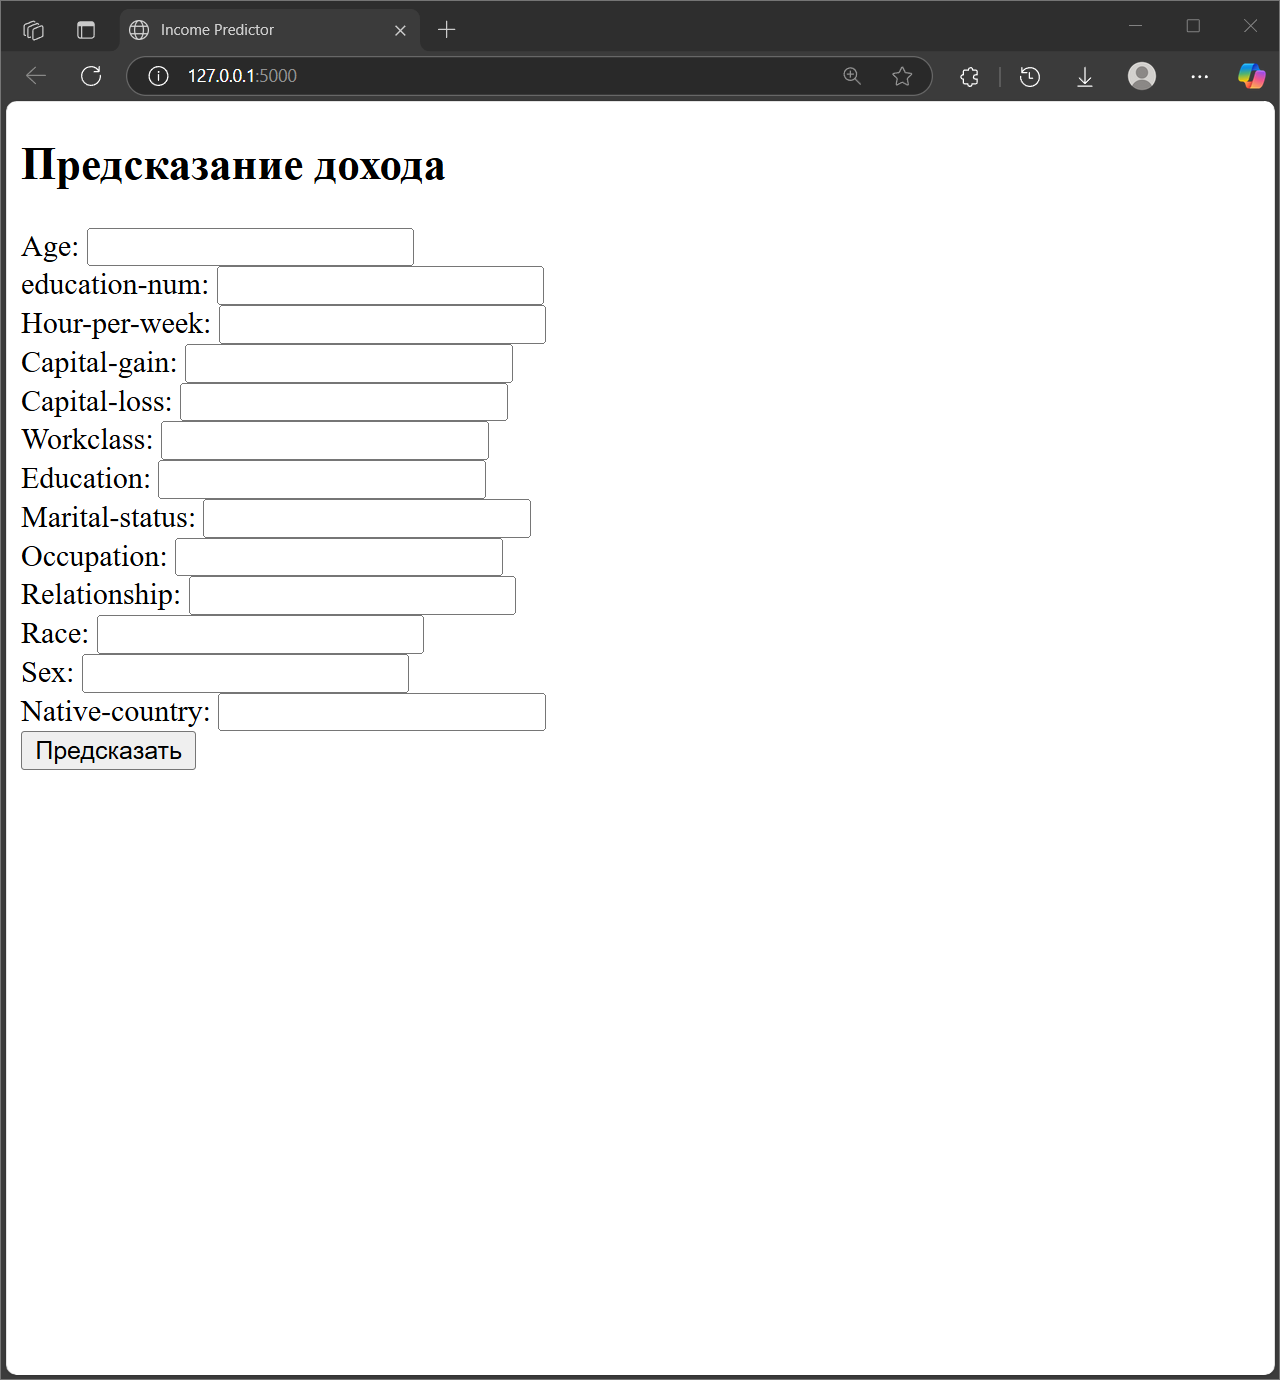 Income Predictor
127.0.0.1:5000
Предсказание дохода
Age:
education-num:
Hour-per-week:
Capital-gain:
Capital-loss:
Workclass:
Education:
Marital-status:
Occupation:
Relationship:
Race:
Sex:
Native-country:
Предсказать